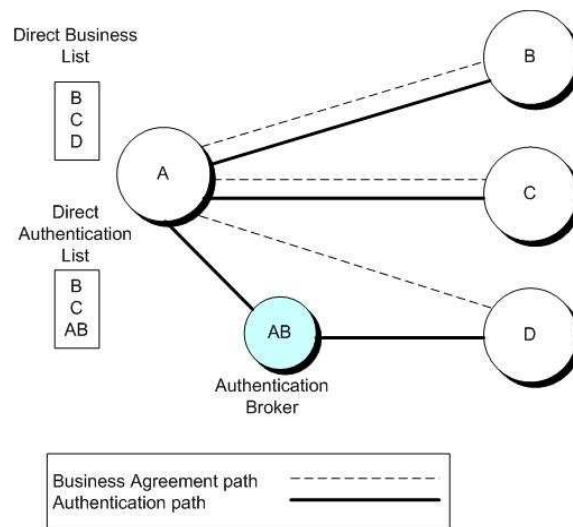 Direct Business
List
B
C
D
A
B
C
D
Direct
Authentication
List
B
C
AB
AB
Authentication
Broker
Business Agreement path
Authentication path